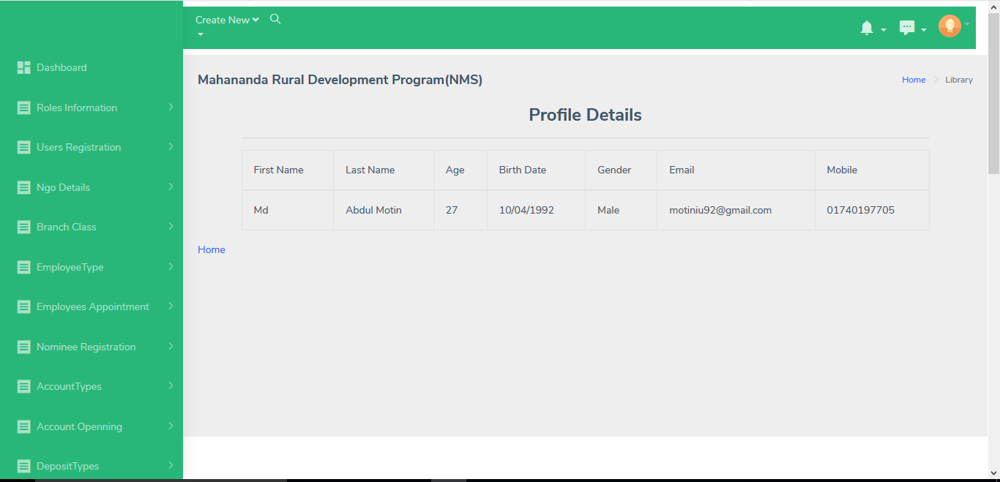 Create New
Dashboard
Roles Information
Users Registration
Ngo Details
Branch Class
EmployeeType
Employees Appointment
Nominee Registration
AccountTypes
Account Openning
DepositTypes
Mahananda Rural Development Program(NMS)
Home Library
Profile Details
First Name Last Name Age Birth Date Gender Email Mobile
Md Abdul Motin 27 10/04/1992 Male motiniu92@gmail.com 01740197705
Home